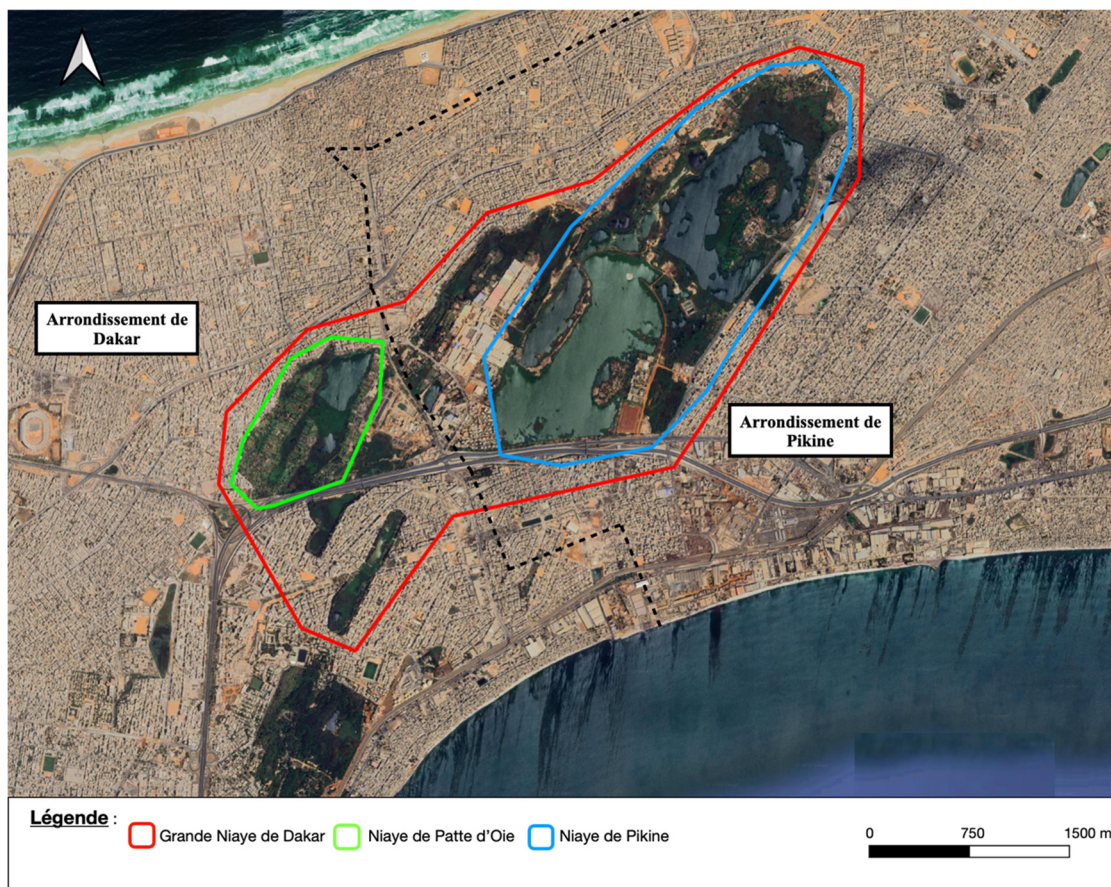 Arrondissement de
Dakar
Arrondissement de
Pikine
Légende :
Grande Niaye de Dakar
Niaye de Patte d'Oie
Niaye de Pikine
0
750
1500 m